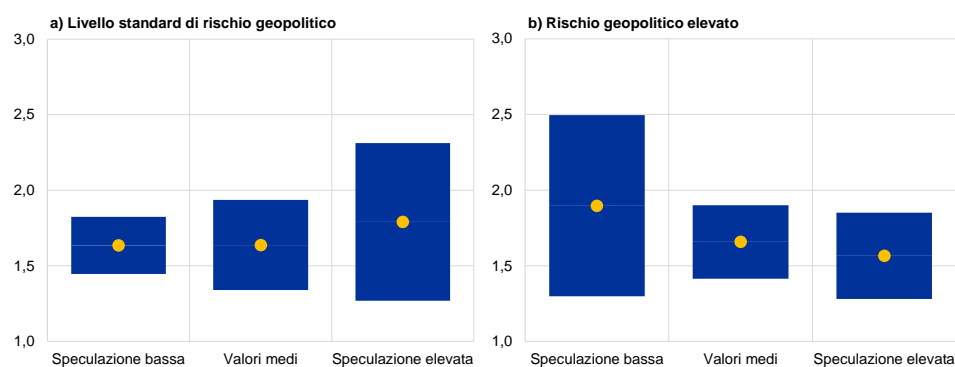 a) Livello standard di rischio geopolitico
3,0
2,5
2,0
1,5
1,0
Speculazione bassa Valori medi Speculazione elevata
b) Rischio geopolitico elevato
3,0
2,5
2,0
1,5
1,0
Speculazione bassa Valori medi Speculazione elevata